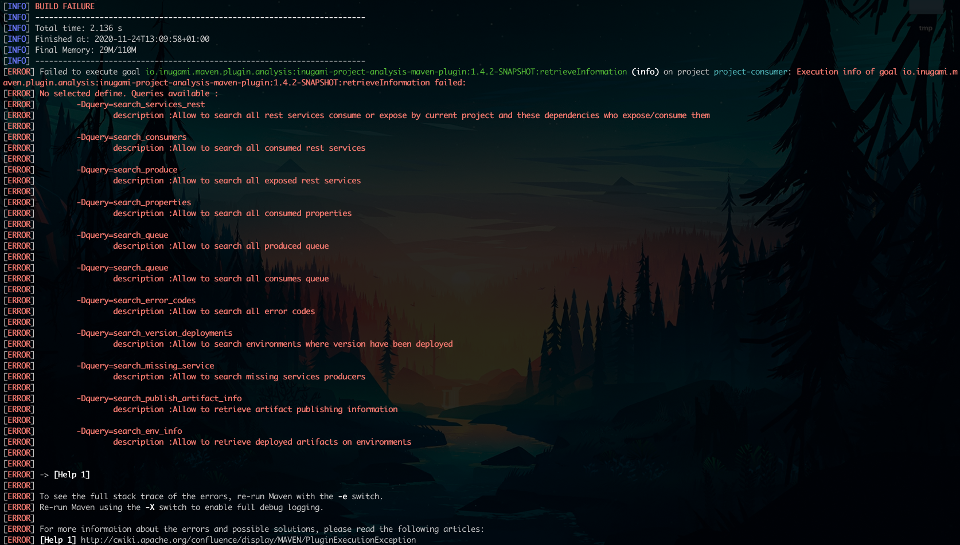 [INFO] BUILD FAILURE
[INFO] ------------------------------------------------------------------------
[INFO] Total time: 2.136 s
[INFO] Finished at: 2020-11-24T13:09:58+01:00
[INFO] Final Memory: 29M/110M
[INFO] ------------------------------------------------------------------------
[ERROR] Failed to execute goal io.inugami.maven.plugin.analysis:inugami-project-analysis-maven-plugin:1.4.2-SNAPSHOT:retrieveInformation (info) on project project-consumer: Execution info of goal io.inugami.m
aven.plugin.analysis:inugami-project-analysis-maven-plugin:1.4.2-SNAPSHOT:retrieveInformation failed:
[ERROR] No selected define. Queries available :
[ERROR] -Dquery=search_services_rest
[ERROR] description :Allow to search all rest services consume or expose by current project and these dependencies who expose/consume them
[ERROR]
[ERROR] -Dquery=search_consumers
[ERROR] description :Allow to search all consumed rest services
[ERROR]
[ERROR] -Dquery=search_produce
[ERROR] description :Allow to search all exposed rest services
[ERROR]
[ERROR] -Dquery=search_properties
[ERROR] description :Allow to search all consumed properties
[ERROR]
[ERROR] -Dquery=search_queue
[ERROR] description :Allow to search all produced queue
[ERROR]
[ERROR] -Dquery=search_queue
[ERROR] description :Allow to search all consumes queue
[ERROR]
[ERROR] -Dquery=search_error_codes
[ERROR] description :Allow to search all error codes
[ERROR]
[ERROR] -Dquery=search_version_deployments
[ERROR] description :Allow to search environments where version have been deployed
[ERROR]
[ERROR] -Dquery=search_missing_service
[ERROR] description :Allow to search missing services producers
[ERROR]
[ERROR] -Dquery=search_publish_artifact_info
[ERROR] description :Allow to retrieve artifact publishing information
[ERROR]
[ERROR] -Dquery=search_env_info
[ERROR] description :Allow to retrieve deployed artifacts on environments
[ERROR]
[ERROR]
[ERROR] -> [Help 1]
[ERROR]
[ERROR] To see the full stack trace of the errors, re-run Maven with the -e switch.
[ERROR] Re-run Maven using the -X switch to enable full debug logging.
[ERROR]
[ERROR] For more information about the errors and possible solutions, please read the following articles:
[ERROR] [Help 1] http://cwiki.apache.org/confluence/display/MAVEN/PluginExecutionException
tmp